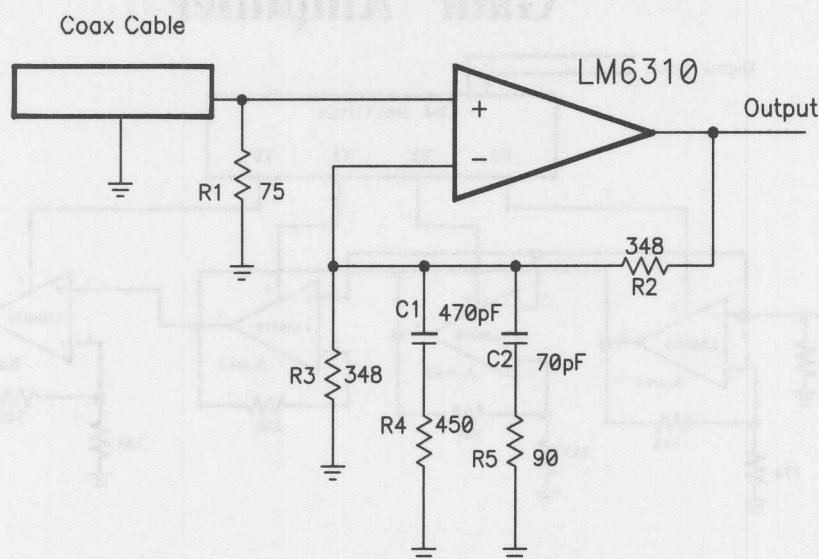 Coax Cable
LM6310
+
Output
−
R1 75
348
R2
C1 470pF
C2 70pF
R3 348
R4 450
R5 90